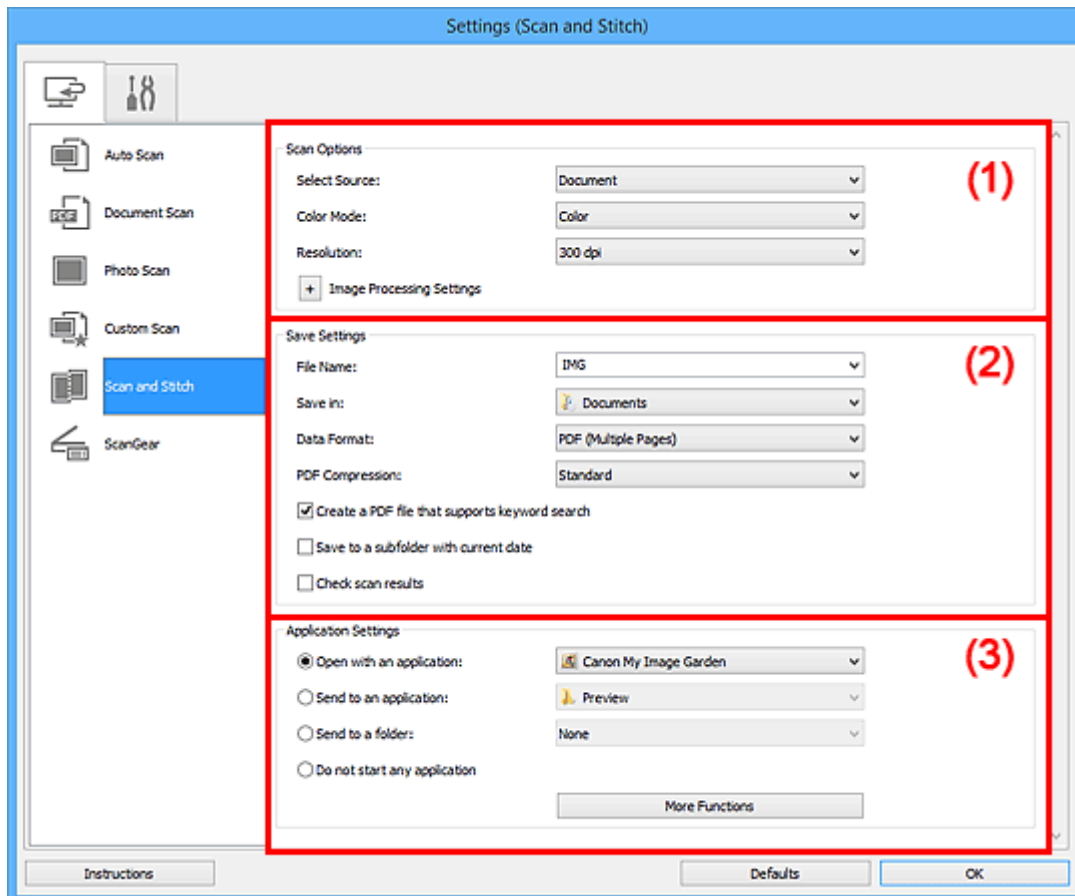 Settings (Scan and Stitch)
Auto Scan
PDF
Document Scan
Photo Scan
Custom Scan
Scan and Stitch
ScanGear
(1)
Scan Options
Select Source: Document
Color Mode: Color
Resolution: 300 dpi
+ Image Processing Settings
(2)
Save Settings
File Name: IMG
Save in: Documents
Data Format: PDF (Multiple Pages)
PDF Compression: Standard
Create a PDF file that supports keyword search
Save to a subfolder with current date
Check scan results
(3)
Application Settings
Open with an application: Canon My Image Garden
Send to an application: Preview
Send to a folder: None
Do not start any application
More Functions
Instructions Defaults OK